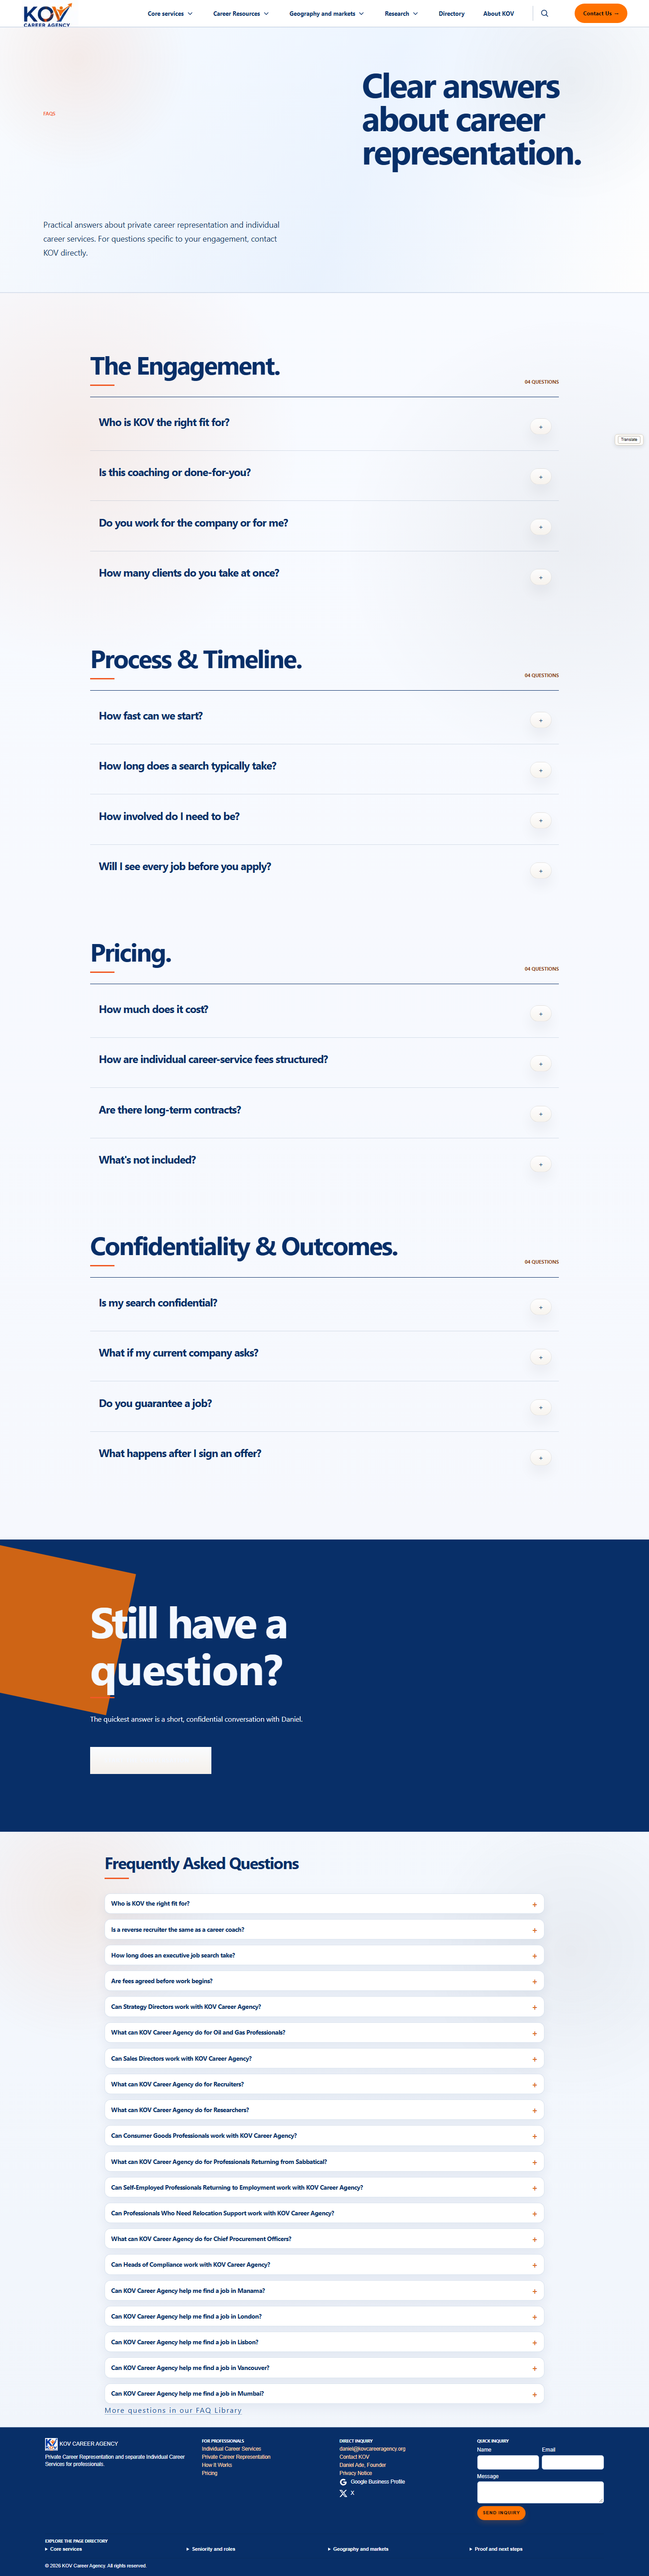 KOV
CAREER AGENCY
Core services
Career Resources
Geography and markets
Research
Directory
About KOV
Contact Us →
FAQS
Clear answers
about career
representation.
Practical answers about private career representation and individual
career services. For questions specific to your engagement, contact
KOV directly.
Translate
The Engagement.
04 QUESTIONS
Who is KOV the right fit for?
+
Is this coaching or done-for-you?
+
Do you work for the company or for me?
+
How many clients do you take at once?
+
Process & Timeline.
04 QUESTIONS
How fast can we start?
+
How long does a search typically take?
+
How involved do I need to be?
+
Will I see every job before you apply?
+
Pricing.
04 QUESTIONS
How much does it cost?
+
How are individual career-service fees structured?
+
Are there long-term contracts?
+
What's not included?
+
Confidentiality & Outcomes.
04 QUESTIONS
Is my search confidential?
+
What if my current company asks?
+
Do you guarantee a job?
+
What happens after I sign an offer?
+
Still have a
question?
The quickest answer is a short, confidential conversation with Daniel.
Frequently Asked Questions
Who is KOV the right fit for? +
Is a reverse recruiter the same as a career coach? +
How long does an executive job search take? +
Are fees agreed before work begins? +
Can Strategy Directors work with KOV Career Agency? +
What can KOV Career Agency do for Oil and Gas Professionals? +
Can Sales Directors work with KOV Career Agency? +
What can KOV Career Agency do for Recruiters? +
What can KOV Career Agency do for Researchers? +
Can Consumer Goods Professionals work with KOV Career Agency? +
What can KOV Career Agency do for Professionals Returning from Sabbatical? +
Can Self-Employed Professionals Returning to Employment work with KOV Career Agency? +
Can Professionals Who Need Relocation Support work with KOV Career Agency? +
What can KOV Career Agency do for Chief Procurement Officers? +
Can Heads of Compliance work with KOV Career Agency? +
Can KOV Career Agency help me find a job in Manama? +
Can KOV Career Agency help me find a job in London? +
Can KOV Career Agency help me find a job in Lisbon? +
Can KOV Career Agency help me find a job in Vancouver? +
Can KOV Career Agency help me find a job in Mumbai? +
More questions in our FAQ Library
KOV CAREER AGENCY
Private Career Representation and separate Individual Career
Services for professionals.
FOR PROFESSIONALS
Individual Career Services
Private Career Representation
How It Works
Pricing
DIRECT INQUIRY
daniel@kovcareeragency.org
Contact KOV
Daniel Ade, Founder
Privacy Notice
Google Business Profile
X
QUICK INQUIRY
Name
Email
Message
SEND INQUIRY
EXPLORE THE PAGE DIRECTORY
Core services
Seniority and roles
Geography and markets
Proof and next steps
© 2026 KOV Career Agency. All rights reserved.